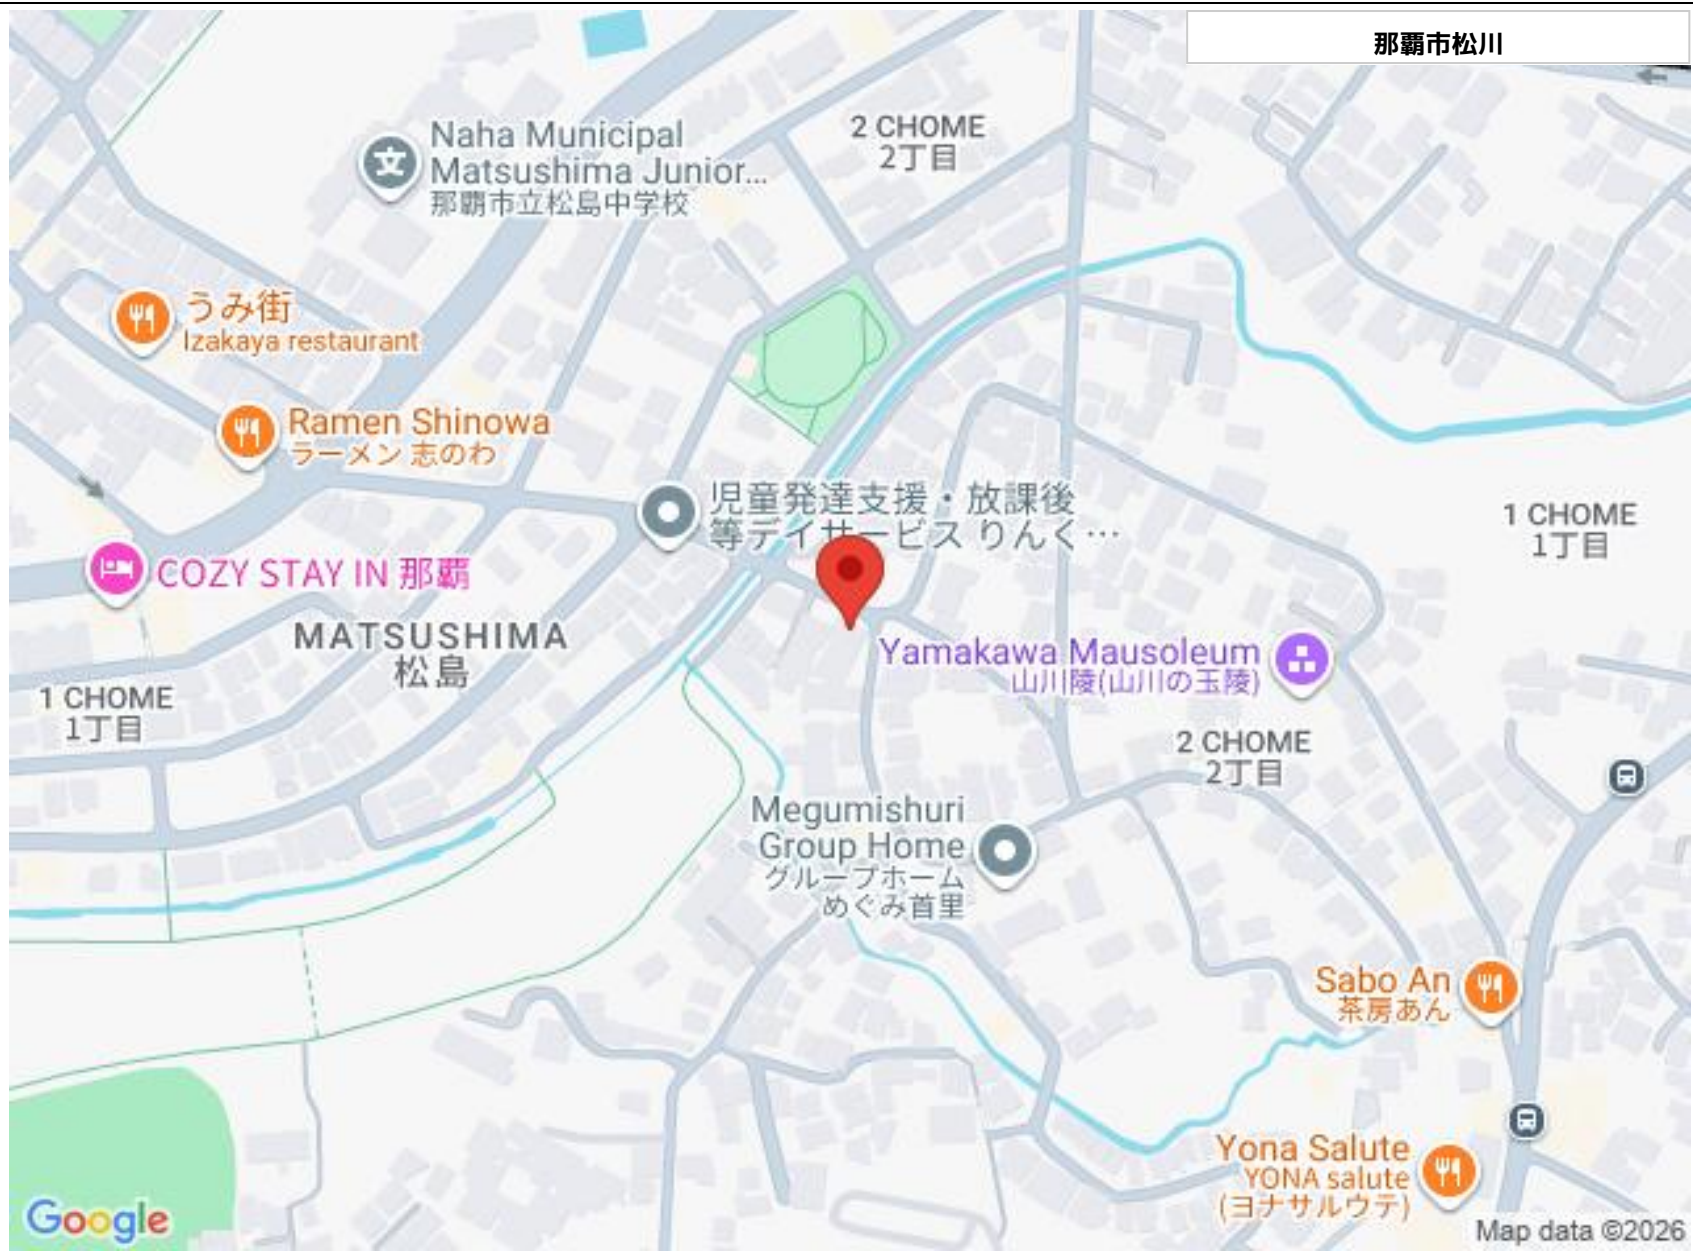 那覇市松川
Naha Municipal
Matsushima Junior...
那覇市立松島中学校
2 CHOME
2丁目
うみ街
Izakaya restaurant
Ramen Shinowa
ラーメン 志のわ
児童発達支援・放課後
等デイサービス りんく…
1 CHOME
1丁目
COZY STAY IN 那覇
MATSUSHIMA
松島
Yamakawa Mausoleum
山川陵(山川の玉陵)
1 CHOME
1丁目
2 CHOME
2丁目
Megumishuri
Group Home
グループホーム
めぐみ首里
Sabo An
茶房あん
Yona Salute
YONA salute
(ヨナサルウテ)
Google
Map data ©2026